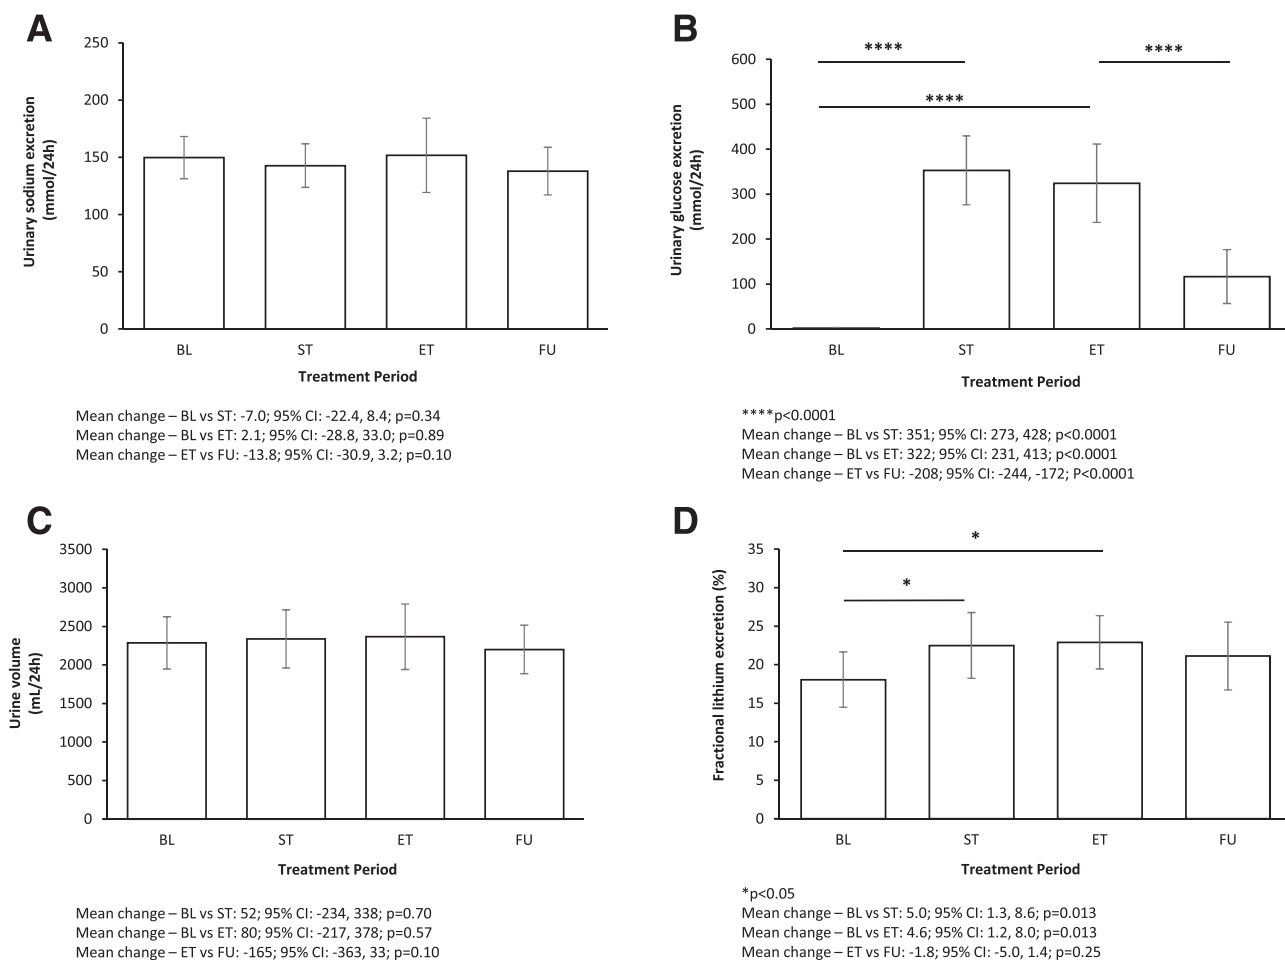 A
250
200
150
100
50
0
Urinary sodium excretion
(mmol/24h)
BL ST ET FU
Treatment Period
Mean change – BL vs ST: -7.0; 95% CI: -22.4, 8.4; p=0.34
Mean change – BL vs ET: 2.1; 95% CI: -28.8, 33.0; p=0.89
Mean change – ET vs FU: -13.8; 95% CI: -30.9, 3.2; p=0.10
B
600
500
400
300
200
100
0
Urinary glucose excretion
(mmol/24h)
**** ****
****
BL ST ET FU
Treatment Period
****p<0.0001
Mean change – BL vs ST: 351; 95% CI: 273, 428; p<0.0001
Mean change – BL vs ET: 322; 95% CI: 231, 413; p<0.0001
Mean change – ET vs FU: -208; 95% CI: -244, -172; P<0.0001
C
3500
3000
2500
2000
1500
1000
500
0
Urine volume
(mL/24h)
BL ST ET FU
Treatment Period
Mean change – BL vs ST: 52; 95% CI: -234, 338; p=0.70
Mean change – BL vs ET: 80; 95% CI: -217, 378; p=0.57
Mean change – ET vs FU: -165; 95% CI: -363, 33; p=0.10
D
35
30
25
20
15
10
5
0
Fractional lithium excretion (%)
*
*
BL ST ET FU
Treatment Period
*p<0.05
Mean change – BL vs ST: 5.0; 95% CI: 1.3, 8.6; p=0.013
Mean change – BL vs ET: 4.6; 95% CI: 1.2, 8.0; p=0.013
Mean change – ET vs FU: -1.8; 95% CI: -5.0, 1.4; p=0.25